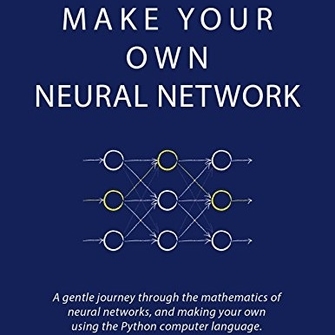 MAKE YOUR
OWN
NEURAL NETWORK
A gentle journey through the mathematics of
neural networks, and making your own
using the Python computer language.